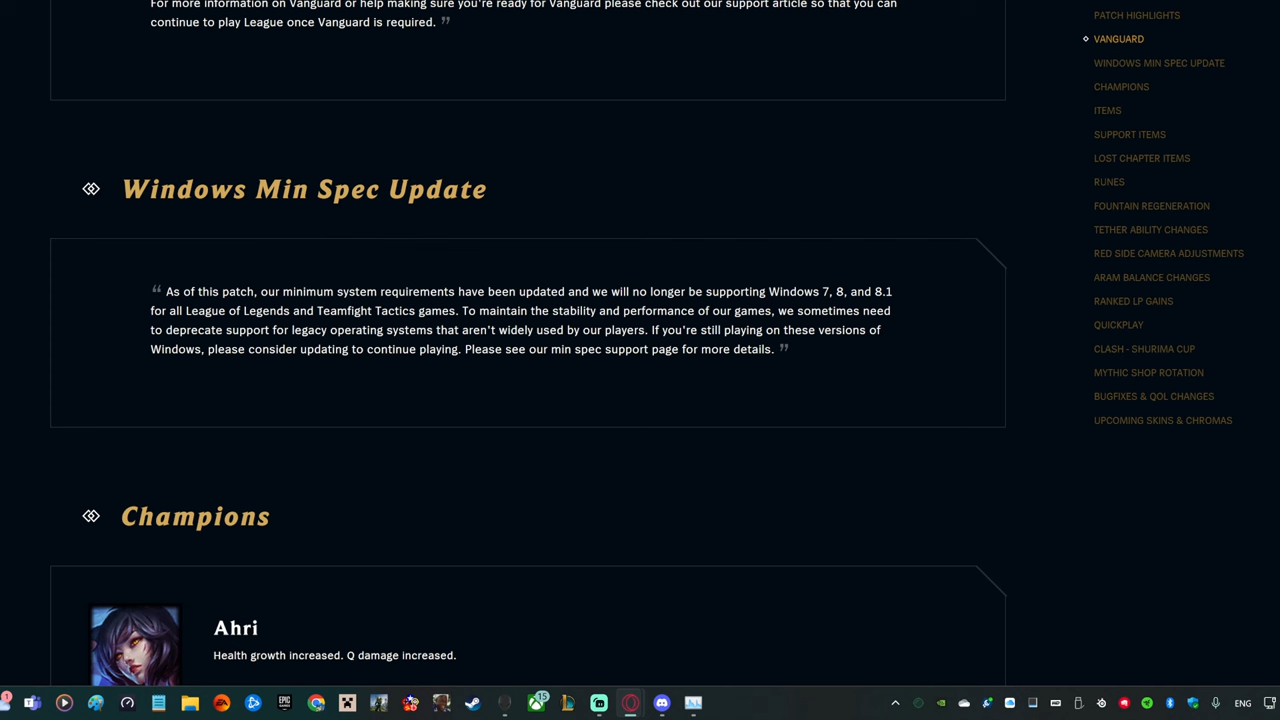 For more information on Vanguard or help making sure you're ready for Vanguard please check out our support article so that you can
continue to play League once Vanguard is required. ”
PATCH HIGHLIGHTS
VANGUARD
WINDOWS MIN SPEC UPDATE
CHAMPIONS
ITEMS
SUPPORT ITEMS
LOST CHAPTER ITEMS
RUNES
FOUNTAIN REGENERATION
TETHER ABILITY CHANGES
RED SIDE CAMERA ADJUSTMENTS
ARAM BALANCE CHANGES
RANKED LP GAINS
QUICKPLAY
CLASH - SHURIMA CUP
MYTHIC SHOP ROTATION
BUGFIXES & QOL CHANGES
UPCOMING SKINS & CHROMAS
Windows Min Spec Update
“ As of this patch, our minimum system requirements have been updated and we will no longer be supporting Windows 7, 8, and 8.1
for all League of Legends and Teamfight Tactics games. To maintain the stability and performance of our games, we sometimes need
to deprecate support for legacy operating systems that aren't widely used by our players. If you're still playing on these versions of
Windows, please consider updating to continue playing. Please see our min spec support page for more details. ”
Champions
Ahri
Health growth increased. Q damage increased.
1
EPIC
GAMES
15
ENG